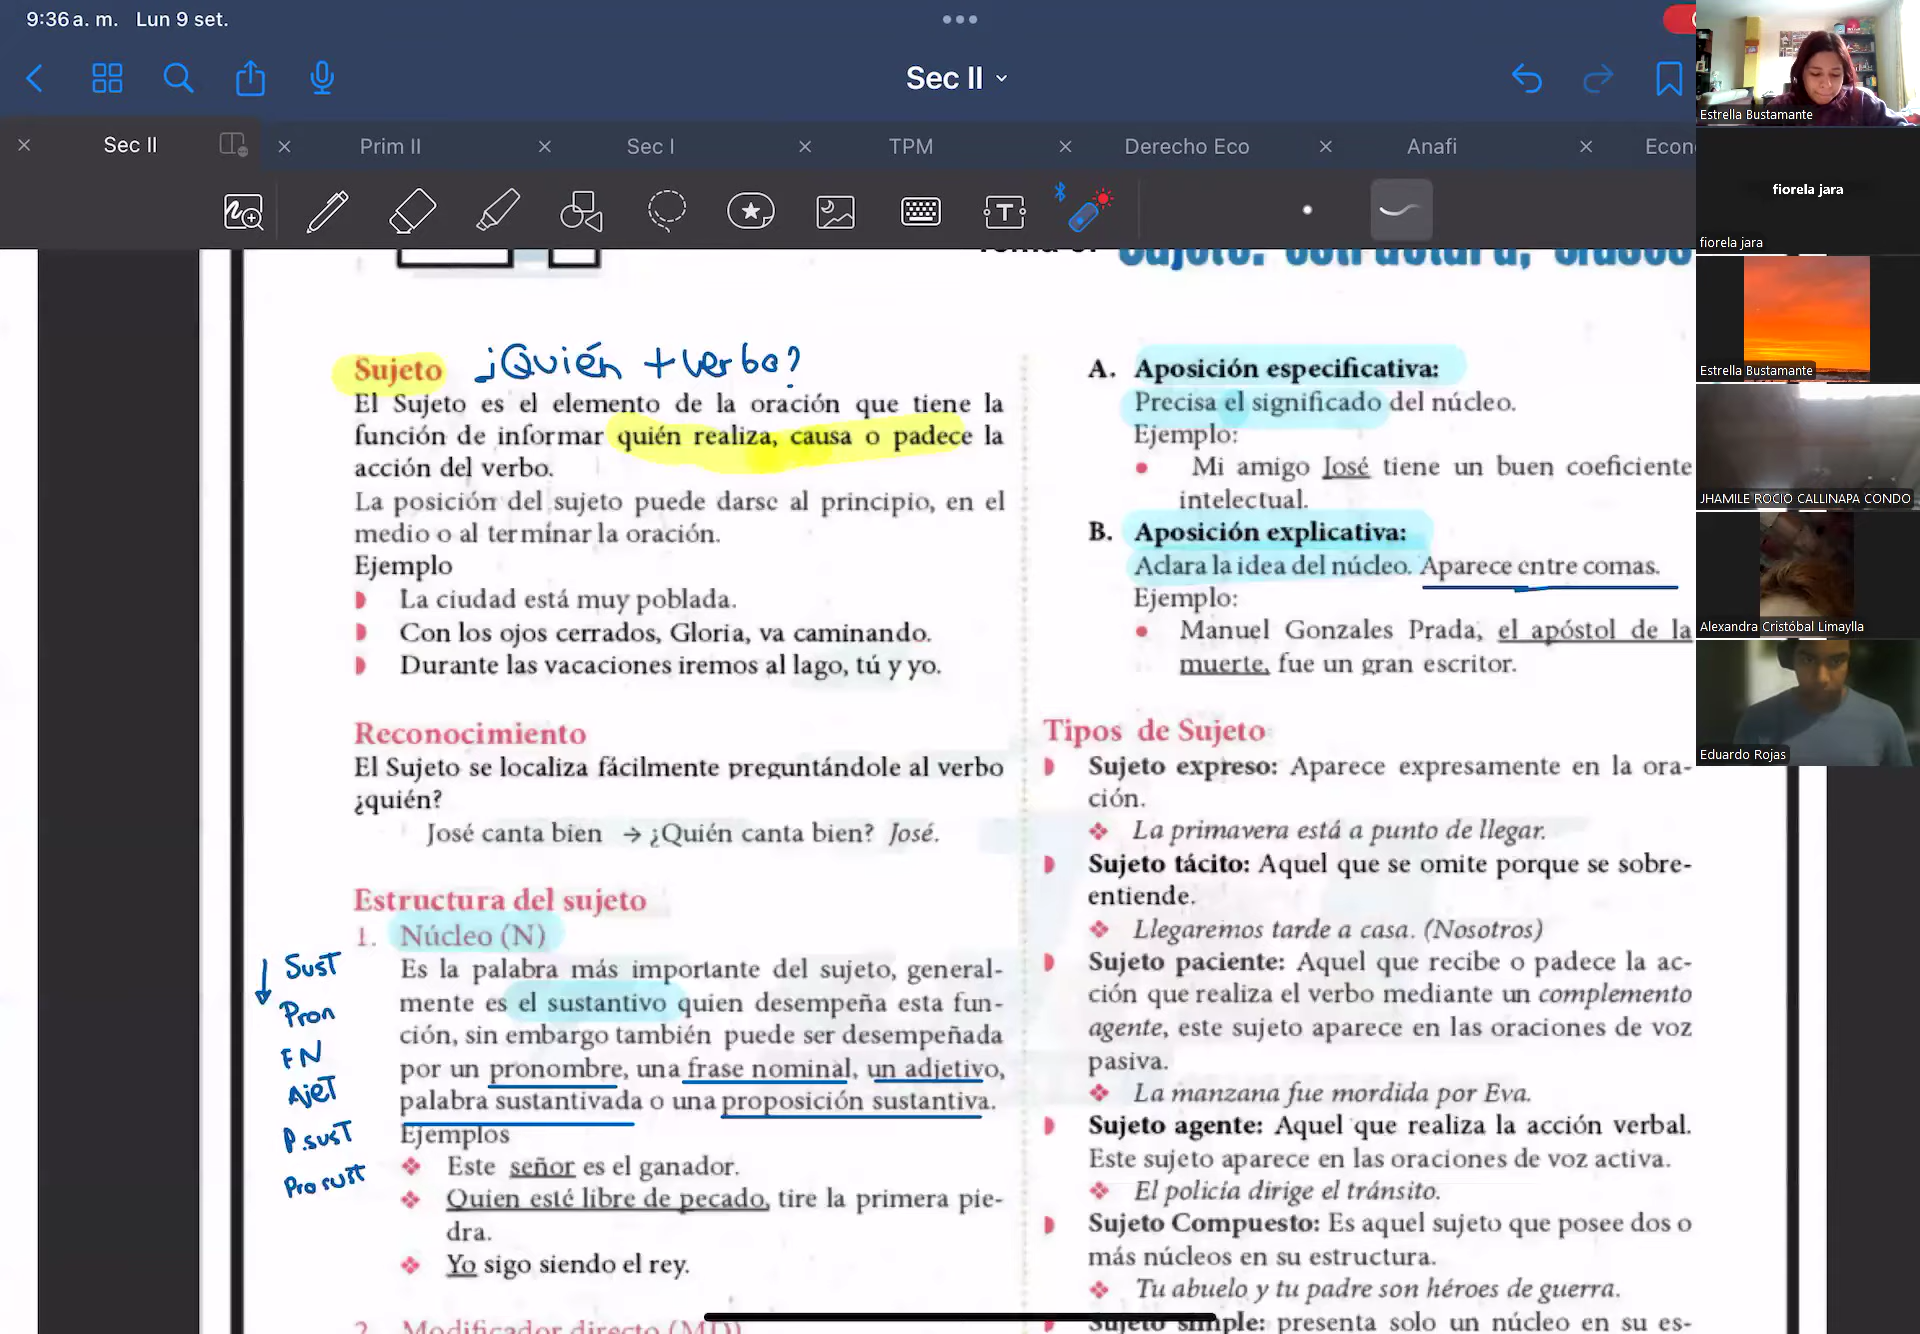 9:36 a. m. Lun 9 set.
Sec II
Sec II
Prim II
Sec I
TPM
Derecho Eco
Anafi
Econ
Sujeto ¿Quién + verbo?
El Sujeto es el elemento de la oración que tiene la
función de informar quién realiza, causa o padece la
acción del verbo.
La posición del sujeto puede darse al principio, en el
medio o al terminar la oración.
Ejemplo
La ciudad está muy poblada.
Con los ojos cerrados, Gloria, va caminando.
Durante las vacaciones iremos al lago, tú y yo.
Reconocimiento
El Sujeto se localiza fácilmente preguntándole al verbo
¿quién?
José canta bien → ¿Quién canta bien? José.
Estructura del sujeto
1. Núcleo (N)
Es la palabra más importante del sujeto, general-
mente es el sustantivo quien desempeña esta fun-
ción, sin embargo también puede ser desempeñada
por un pronombre, una frase nominal, un adjetivo,
palabra sustantivada o una proposición sustantiva.
Ejemplos
Este señor es el ganador.
Quien esté libre de pecado, tire la primera pie-
dra.
Yo sigo siendo el rey.
2. Modificador directo (MD)
SusT
Pron
FN
AjeT
P.susT
Pro susT
Sujeto: estructura, clases
A. Aposición especificativa:
Precisa el significado del núcleo.
Ejemplo:
Mi amigo José tiene un buen coeficiente
intelectual.
B. Aposición explicativa:
Aclara la idea del núcleo. Aparece entre comas.
Ejemplo:
Manuel Gonzales Prada, el apóstol de la
muerte, fue un gran escritor.
Tipos de Sujeto
Sujeto expreso: Aparece expresamente en la ora-
ción.
La primavera está a punto de llegar.
Sujeto tácito: Aquel que se omite porque se sobre-
entiende.
Llegaremos tarde a casa. (Nosotros)
Sujeto paciente: Aquel que recibe o padece la ac-
ción que realiza el verbo mediante un complemento
agente, este sujeto aparece en las oraciones de voz
pasiva.
La manzana fue mordida por Eva.
Sujeto agente: Aquel que realiza la acción verbal.
Este sujeto aparece en las oraciones de voz activa.
El policía dirige el tránsito.
Sujeto Compuesto: Es aquel sujeto que posee dos o
más núcleos en su estructura.
Tu abuelo y tu padre son héroes de guerra.
Sujeto simple: presenta solo un núcleo en su es-
Estrella Bustamante
fiorela jara
fiorela jara
Estrella Bustamante
JHAMILE ROCIO CALLINAPA CONDO
Alexandra Cristóbal Limaylla
Eduardo Rojas